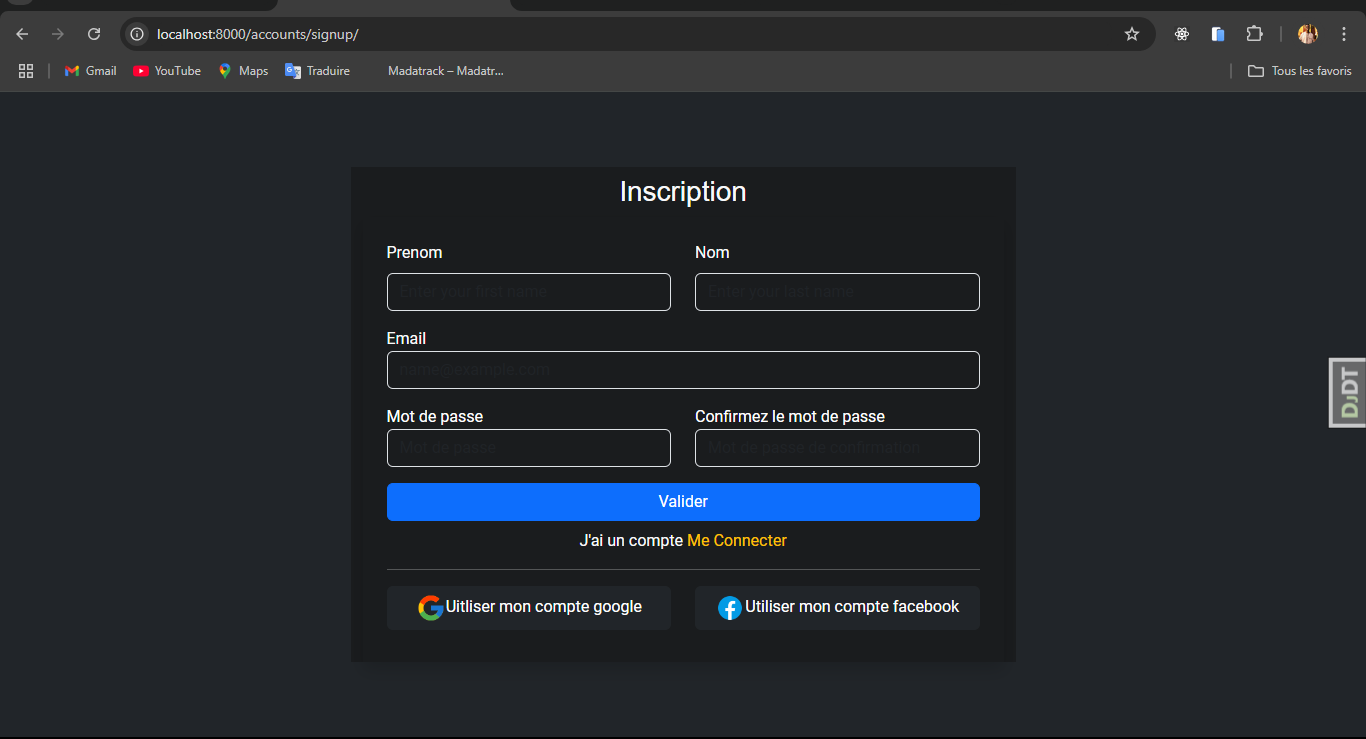 localhost:8000/accounts/signup/
Gmail YouTube Maps Traduire Madatrack – Madatr... Tous les favoris
Inscription
Prenom Nom
Enter your first name Enter your last name
Email
name@example.com
Mot de passe Confirmez le mot de passe
Mot de passe Mot de passe de confirmation
Valider
J'ai un compte Me Connecter
Uitliser mon compte google Utiliser mon compte facebook
DJDT